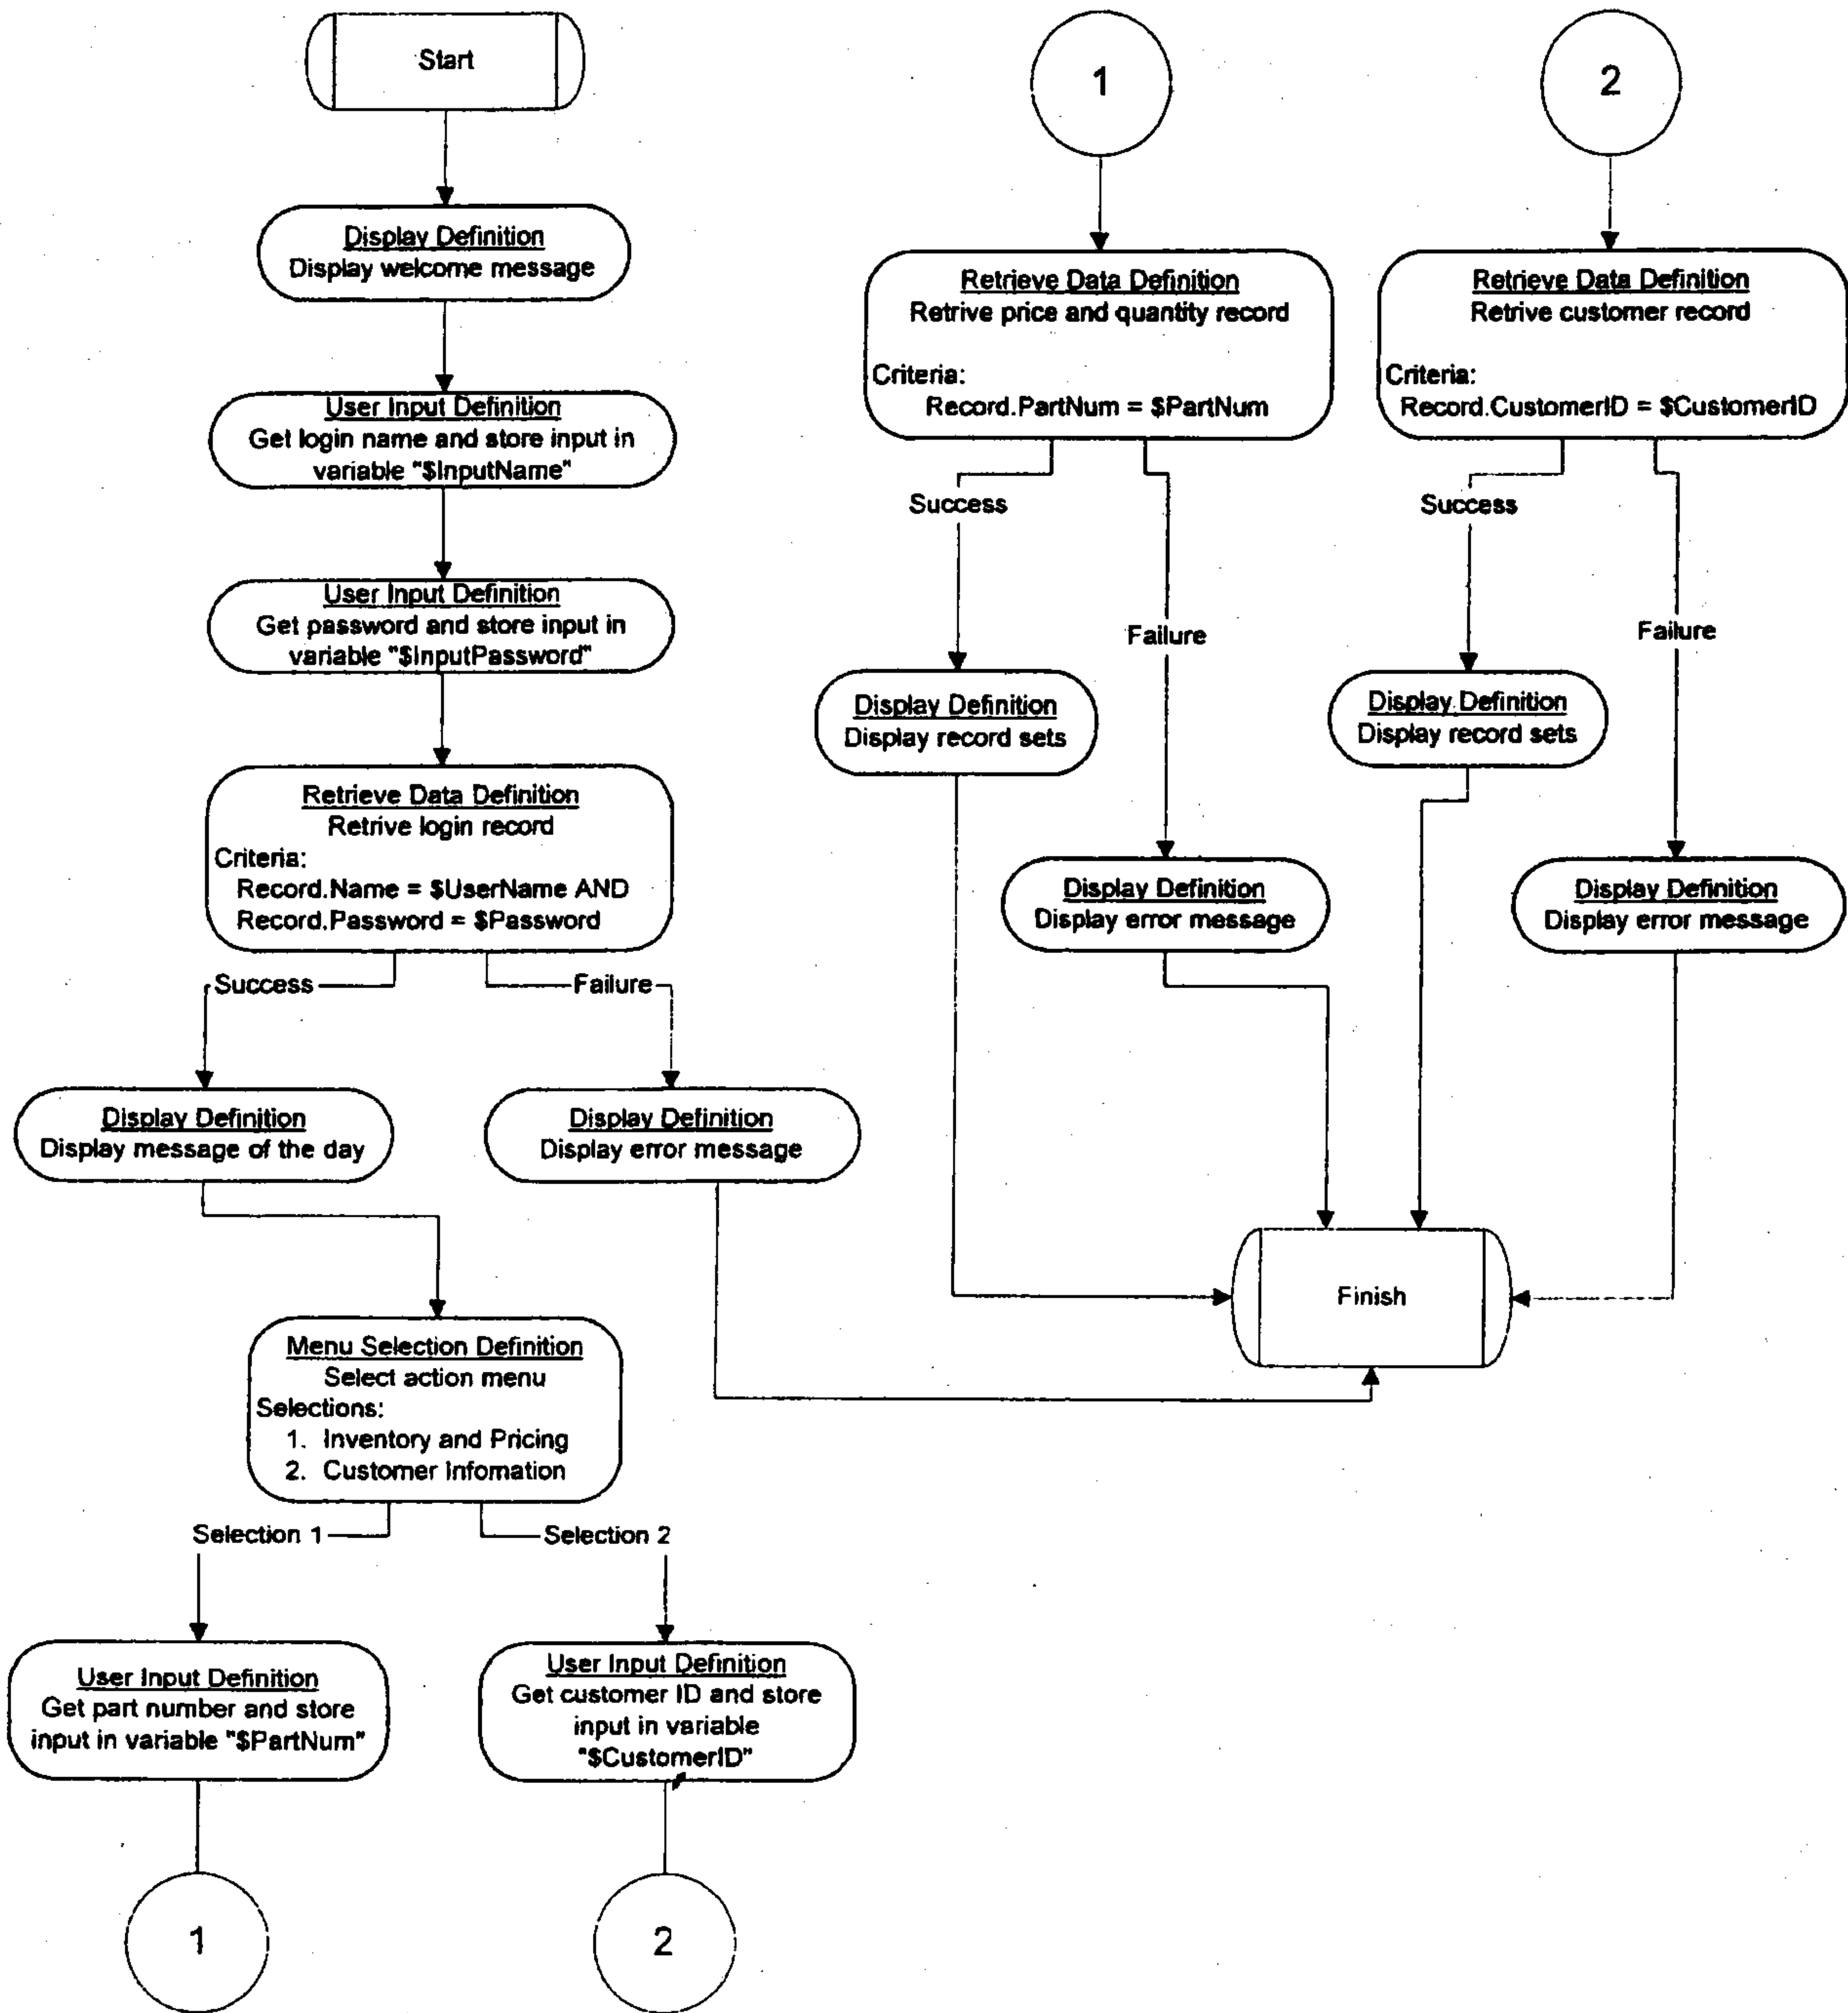 Start
Display Definition
Display welcome message
User Input Definition
Get login name and store input in
variable "$InputName"
User Input Definition
Get password and store input in
variable "$InputPassword"
Retrieve Data Definition
Retrive login record
Criteria:
Record.Name = $UserName AND
Record.Password = $Password
Success
Failure
Display Definition
Display message of the day
Display Definition
Display error message
Menu Selection Definition
Select action menu
Selections:
1. Inventory and Pricing
2. Customer Infomation
Selection 1
Selection 2
User Input Definition
Get part number and store
input in variable "$PartNum"
User Input Definition
Get customer ID and store
input in variable
"$CustomerID"
1
2
1
Retrieve Data Definition
Retrive price and quantity record
Criteria:
Record.PartNum = $PartNum
Success
Failure
Display Definition
Display record sets
Display Definition
Display error message
2
Retrieve Data Definition
Retrive customer record
Criteria:
Record.CustomerID = $CustomerID
Success
Failure
Display Definition
Display record sets
Display Definition
Display error message
Finish